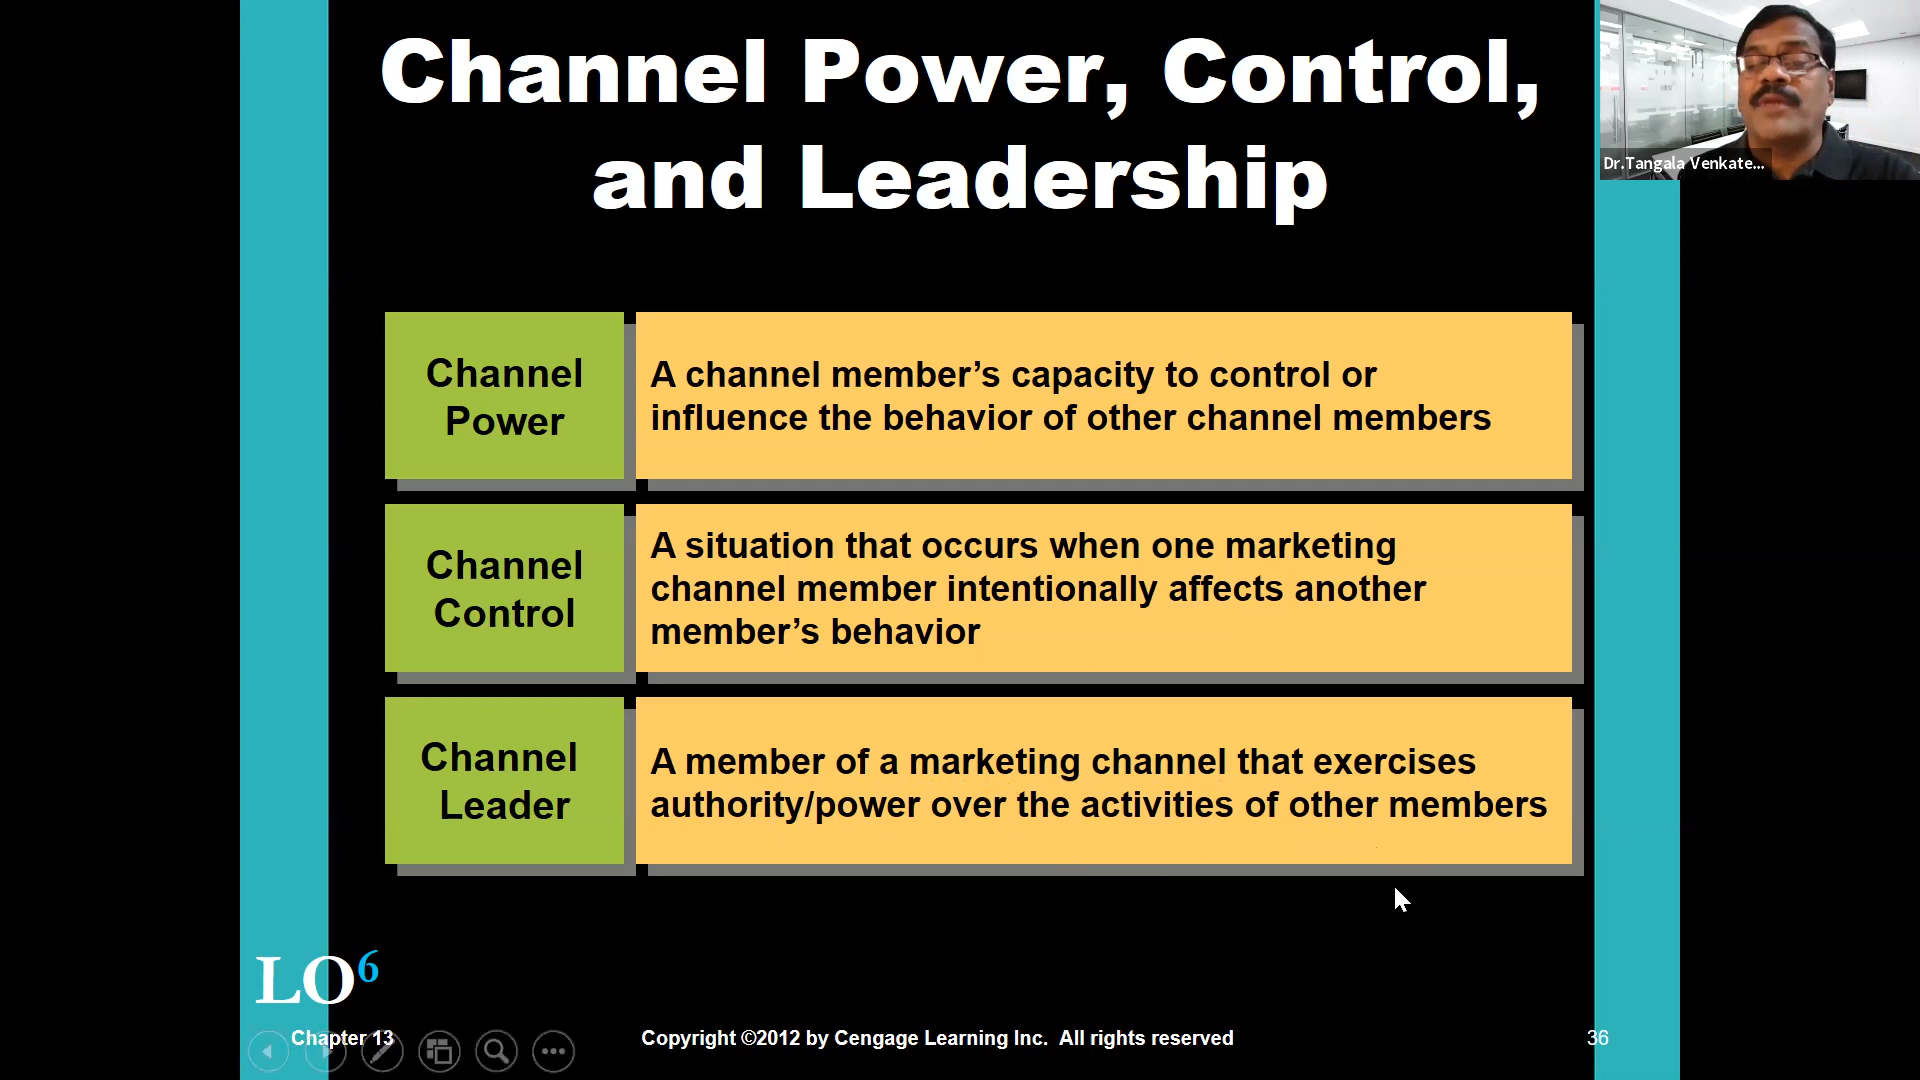 Channel Power, Control,
and Leadership
Dr.Tangala Venkate...
Channel
Power
A channel member’s capacity to control or
influence the behavior of other channel members
Channel
Control
A situation that occurs when one marketing
channel member intentionally affects another
member’s behavior
Channel
Leader
A member of a marketing channel that exercises
authority/power over the activities of other members
LO6
Chapter 13
Copyright ©2012 by Cengage Learning Inc. All rights reserved
36